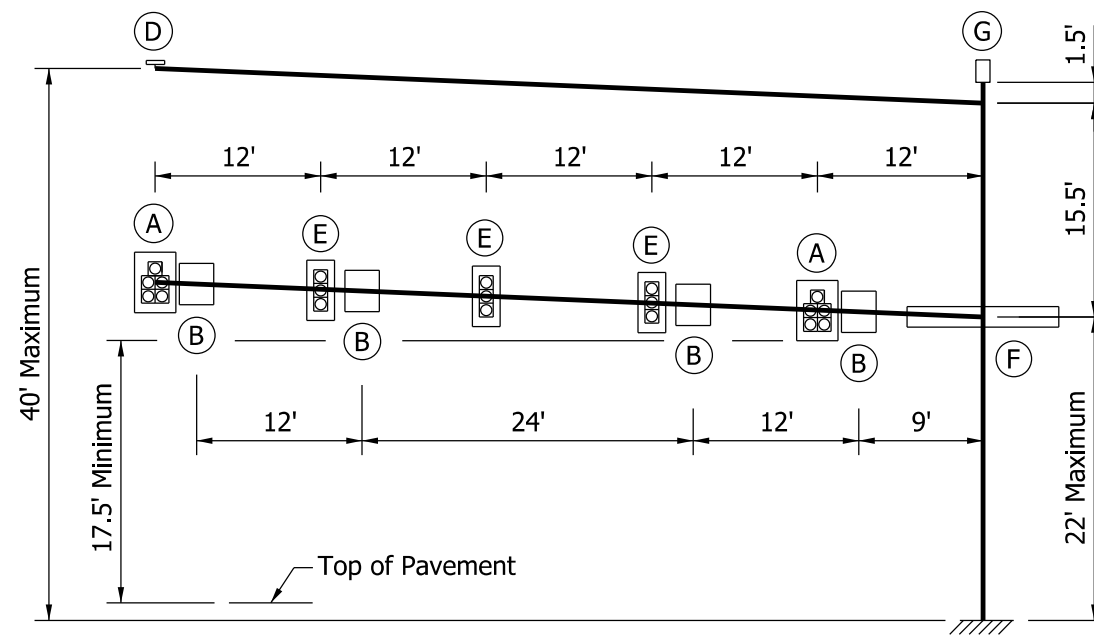 D
G
1.5'
12'
12'
12'
12'
12'
15.5'
A
E
E
E
A
40' Maximum
B
B
B
B
F
17.5' Minimum
12'
24'
12'
9'
22' Maximum
Top of Pavement